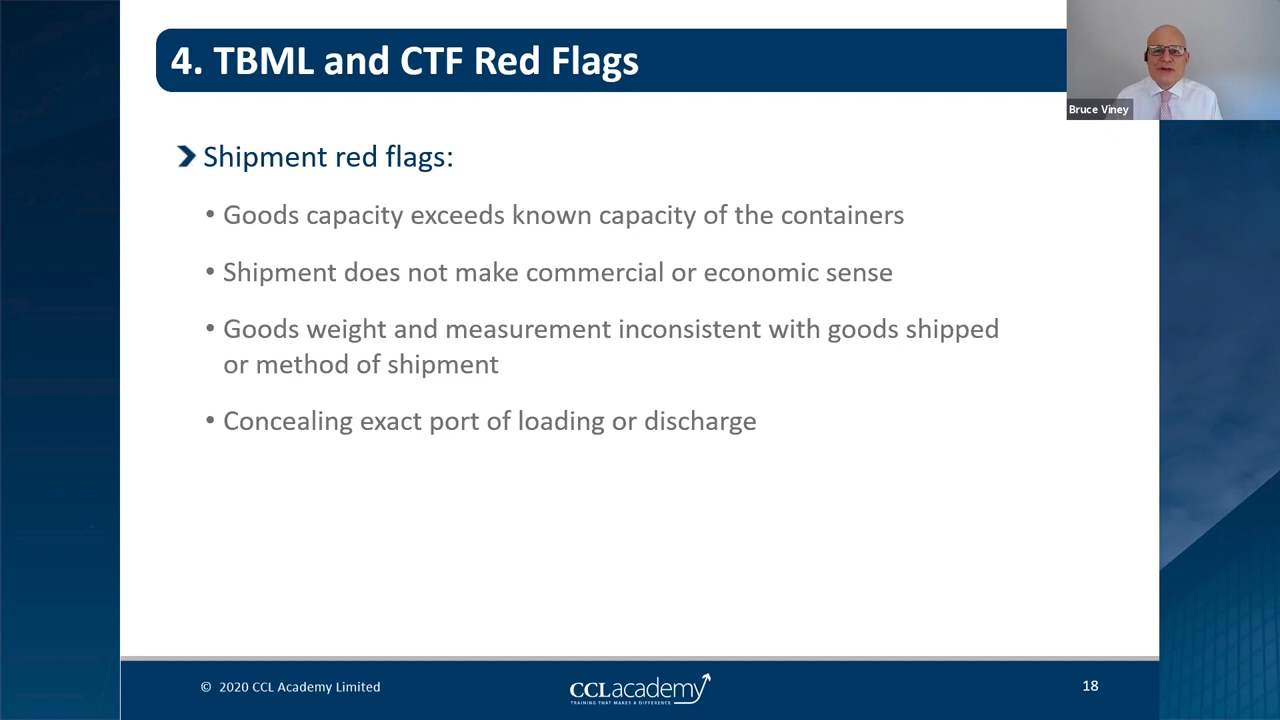 4. TBML and CTF Red Flags
Bruce Viney
Shipment red flags:
• Goods capacity exceeds known capacity of the containers
• Shipment does not make commercial or economic sense
• Goods weight and measurement inconsistent with goods shipped
or method of shipment
• Concealing exact port of loading or discharge
© 2020 CCL Academy Limited
CCLacademy
TRAINING THAT MAKES A DIFFERENCE
18